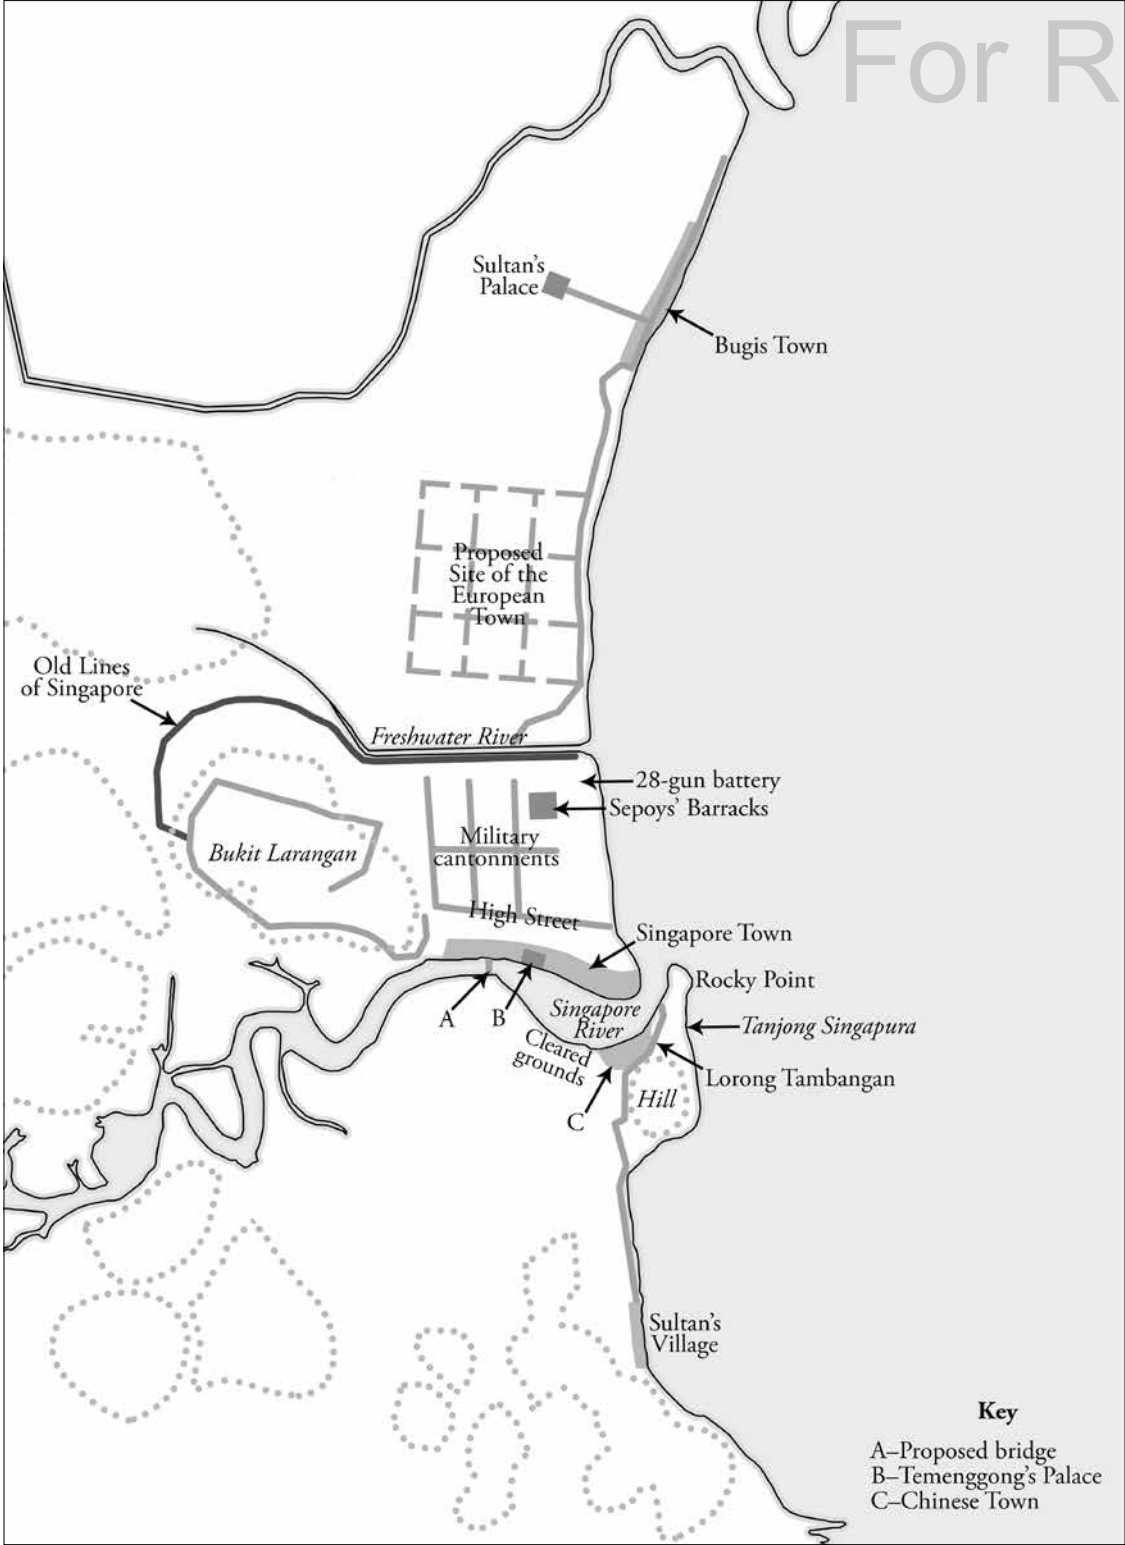 For R
Sultan's
Palace
Bugis Town
Proposed
Site of the
European
Town
Old Lines
of Singapore
Freshwater River
28-gun battery
Sepoys' Barracks
Military
cantonments
Bukit Larangan
High Street
Singapore Town
Rocky Point
A
B
Singapore
River
Tanjong Singapura
Cleared
grounds
Lorong Tambangan
Hill
C
Sultan's
Village
Key
A–Proposed bridge
B–Temenggong's Palace
C–Chinese Town